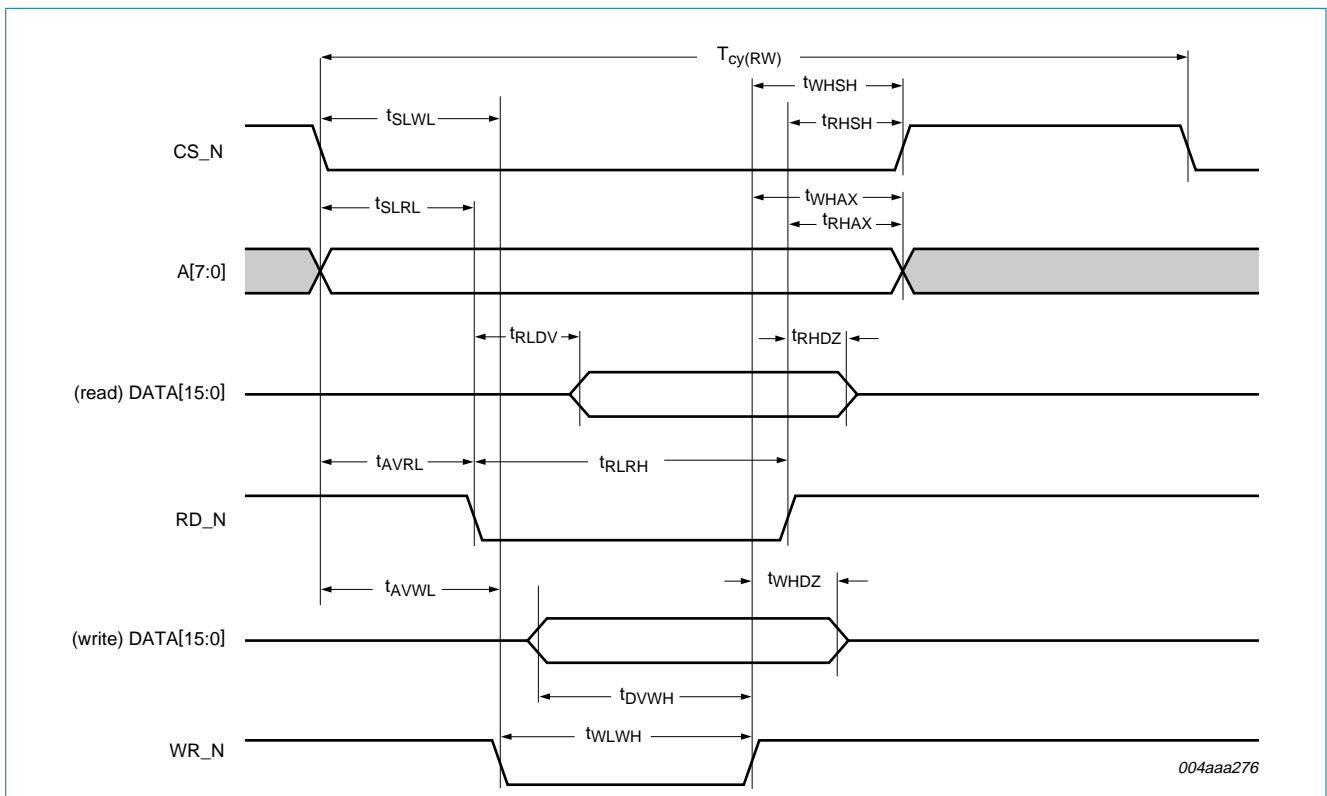 Tcy(RW)
tWHSH
tSLWL
tRHSH
CS_N
tWHAX
tSLRL
tRHAX
A[7:0]
tRLDV
tRHDZ
(read) DATA[15:0]
tAVRL
tRLRH
RD_N
tWHDZ
tAVWL
(write) DATA[15:0]
tDVWH
tWLWH
WR_N
004aaa276